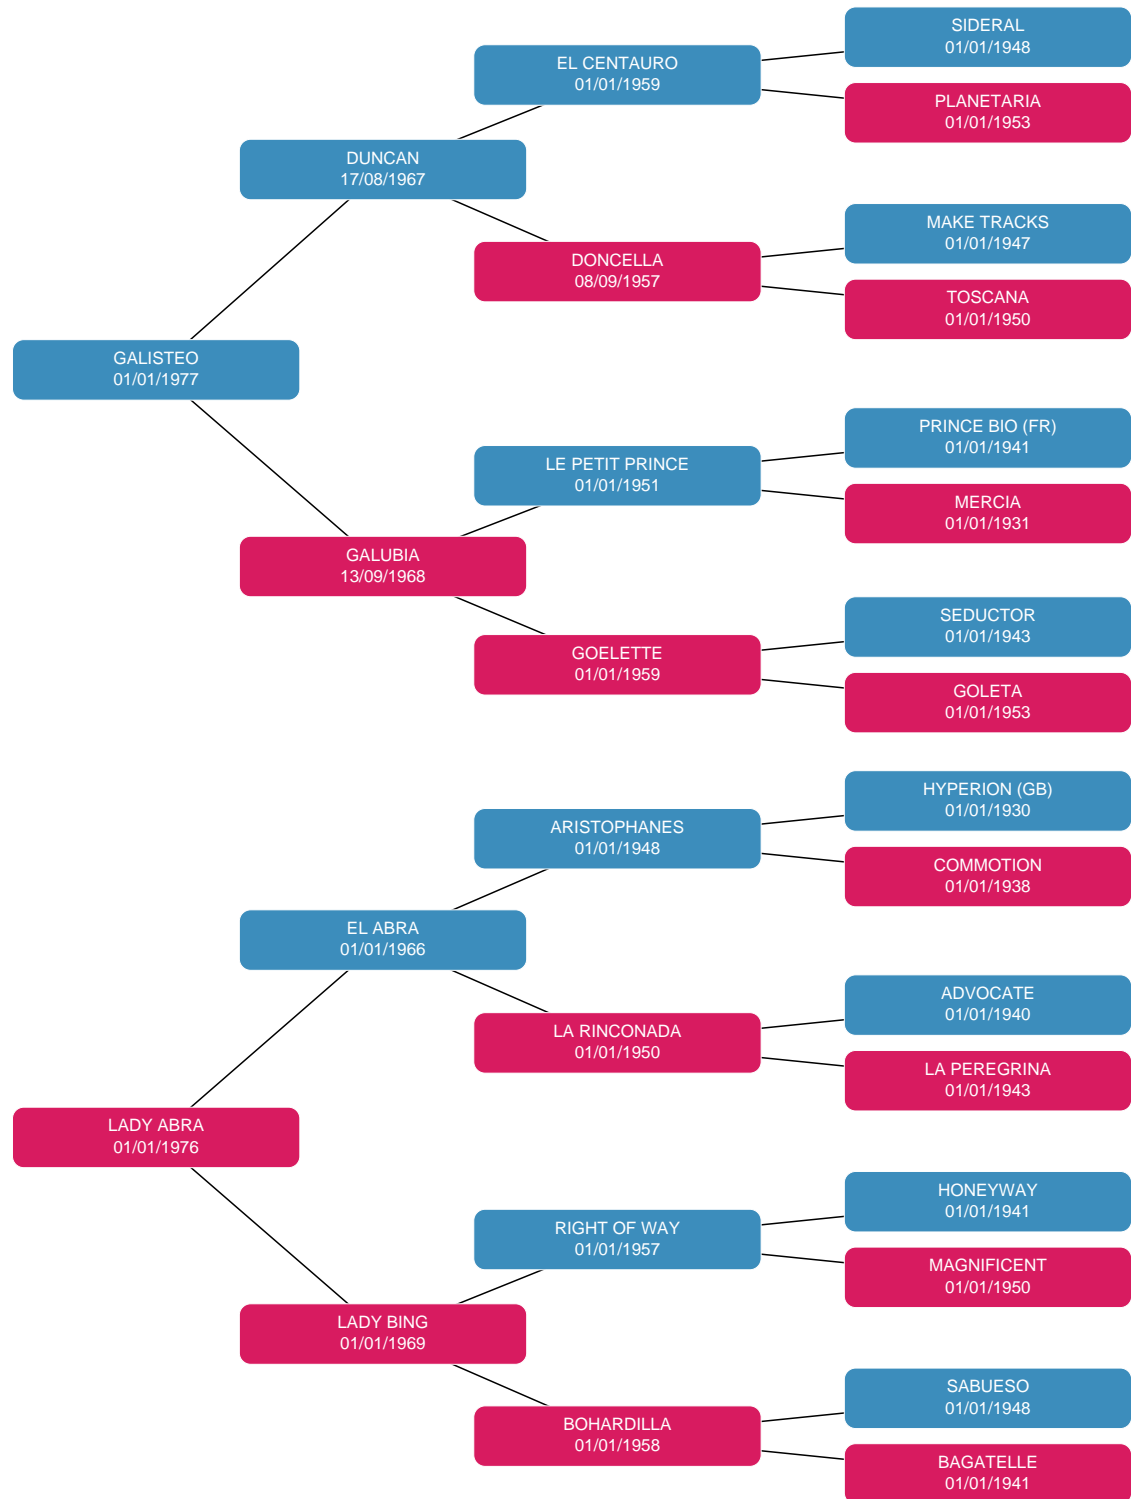 SIDERAL
01/01/1948
EL CENTAURO
01/01/1959
PLANETARIA
01/01/1953
DUNCAN
17/08/1967
MAKE TRACKS
01/01/1947
DONCELLA
08/09/1957
TOSCANA
01/01/1950
GALISTEO
01/01/1977
PRINCE BIO (FR)
01/01/1941
LE PETIT PRINCE
01/01/1951
MERCIA
01/01/1931
GALUBIA
13/09/1968
SEDUCTOR
01/01/1943
GOELETTE
01/01/1959
GOLETA
01/01/1953
HYPERION (GB)
01/01/1930
ARISTOPHANES
01/01/1948
COMMOTION
01/01/1938
EL ABRA
01/01/1966
ADVOCATE
01/01/1940
LA RINCONADA
01/01/1950
LA PEREGRINA
01/01/1943
LADY ABRA
01/01/1976
HONEYWAY
01/01/1941
RIGHT OF WAY
01/01/1957
MAGNIFICENT
01/01/1950
LADY BING
01/01/1969
SABUESO
01/01/1948
BOHARDILLA
01/01/1958
BAGATELLE
01/01/1941